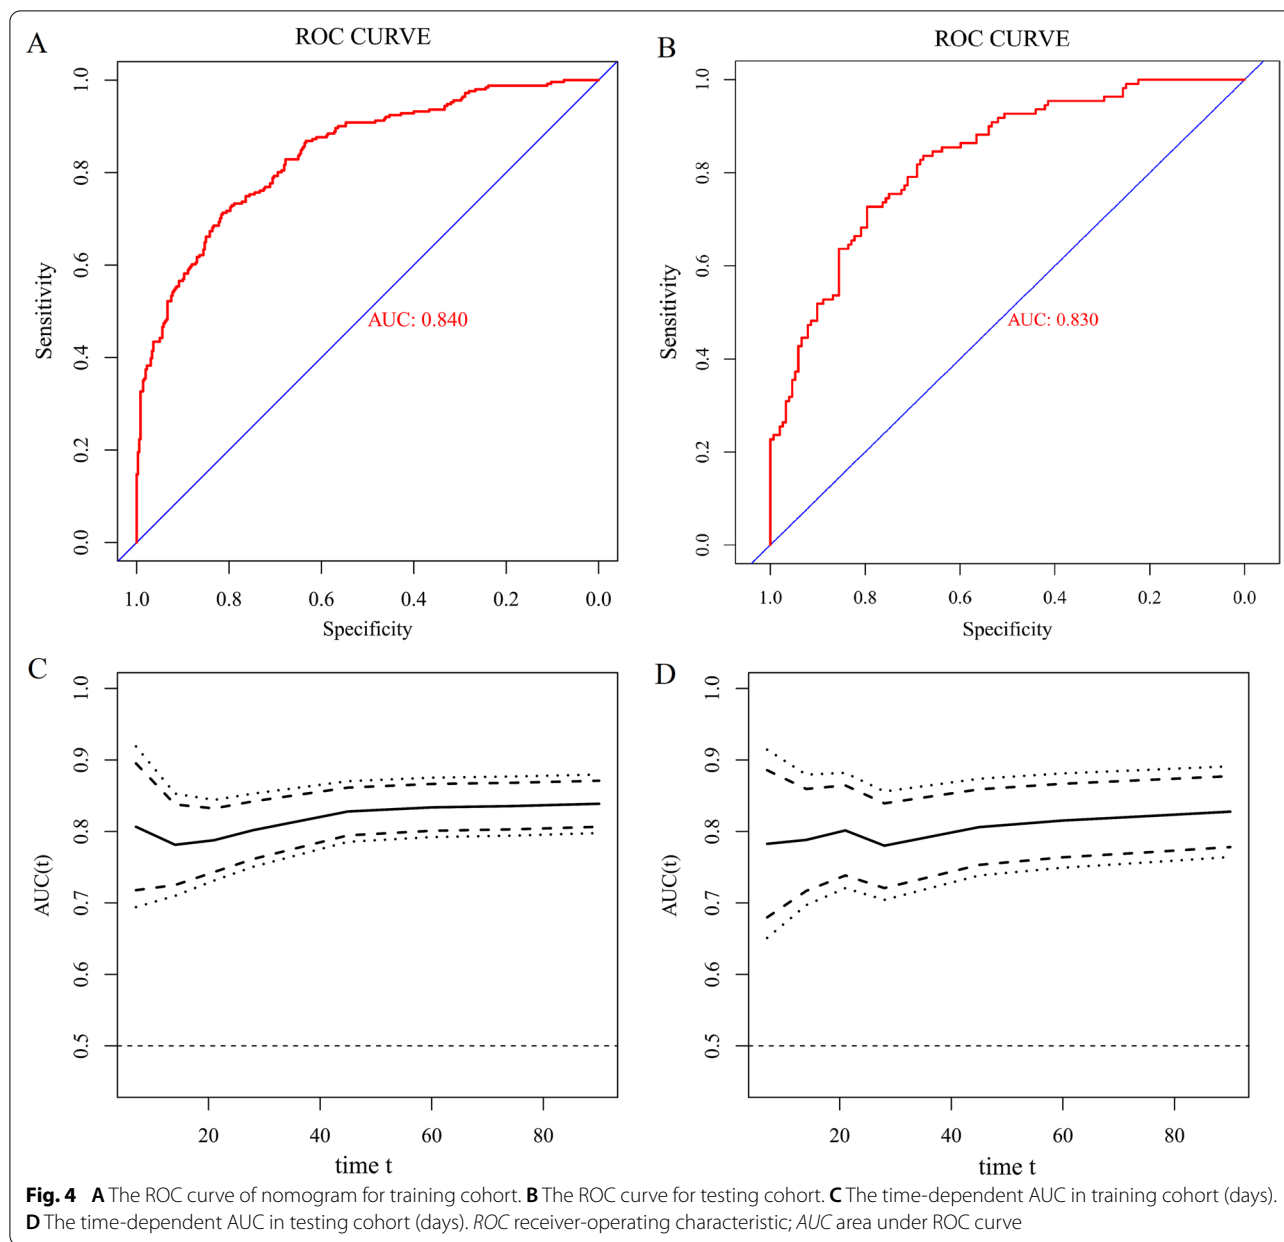 A
ROC CURVE
1.0
0.8
0.6
0.4
0.2
0.0
Sensitivity
AUC: 0.840
1.0 0.8 0.6 0.4 0.2 0.0
Specificity
B
ROC CURVE
1.0
0.8
0.6
0.4
0.2
0.0
Sensitivity
AUC: 0.830
1.0 0.8 0.6 0.4 0.2 0.0
Specificity
C
1.0
0.9
0.8
0.7
0.6
0.5
AUC(t)
20 40 60 80
time t
D
1.0
0.9
0.8
0.7
0.6
0.5
AUC(t)
20 40 60 80
time t
Fig. 4 A The ROC curve of nomogram for training cohort. B The ROC curve for testing cohort. C The time-dependent AUC in training cohort (days).
D The time-dependent AUC in testing cohort (days). ROC receiver-operating characteristic; AUC area under ROC curve